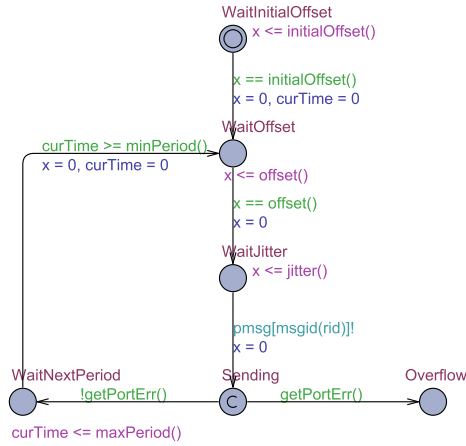 WaitInitialOffset
x <= initialOffset()
x == initialOffset()
x = 0, curTime = 0
WaitOffset
curTime >= minPeriod()
x = 0, curTime = 0
x <= offset()
x == offset()
x = 0
WaitJitter
x <= jitter()
pmsg[msgid(rid)]!
x = 0
WaitNextPeriod
Sending
Overflow
!getPortErr()
C
getPortErr()
curTime <= maxPeriod()